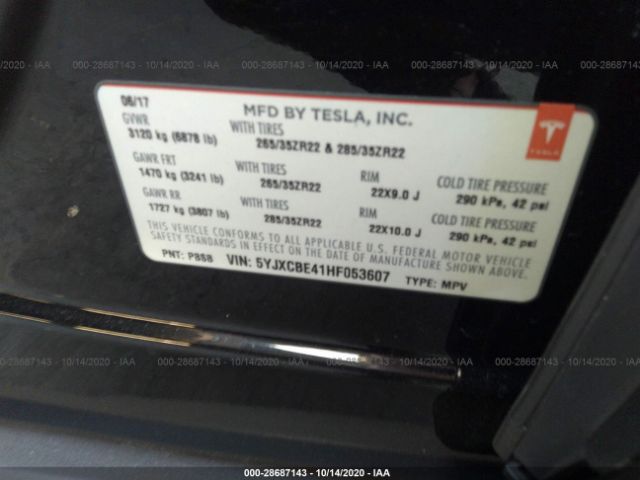 000-28687143 - 10/14/2020 - IAA
06/17
MFD BY TESLA, INC.
GVWR
3120 kg (6878 lb)
WITH TIRES
265/35ZR22 & 285/35ZR22
TESLA
GAWR FRT
1470 kg (3241 lb)
WITH TIRES
265/35ZR22
RIM
22X9.0 J
COLD TIRE PRESSURE
290 kPa, 42 psi
GAWR RR
1727 kg (3807 lb)
WITH TIRES
285/35ZR22
RIM
22X10.0 J
COLD TIRE PRESSURE
290 kPa, 42 psi
THIS VEHICLE CONFORMS TO ALL APPLICABLE U.S. FEDERAL MOTOR VEHICLE
SAFETY STANDARDS IN EFFECT ON THE DATE OF MANUFACTURE SHOWN ABOVE.
PNT: PBSB
VIN: 5YJXCBE41HF053607
TYPE: MPV
000-28687143 - 10/14/2020 - IAA
000-28687143 - 10/14/2020 - IAA